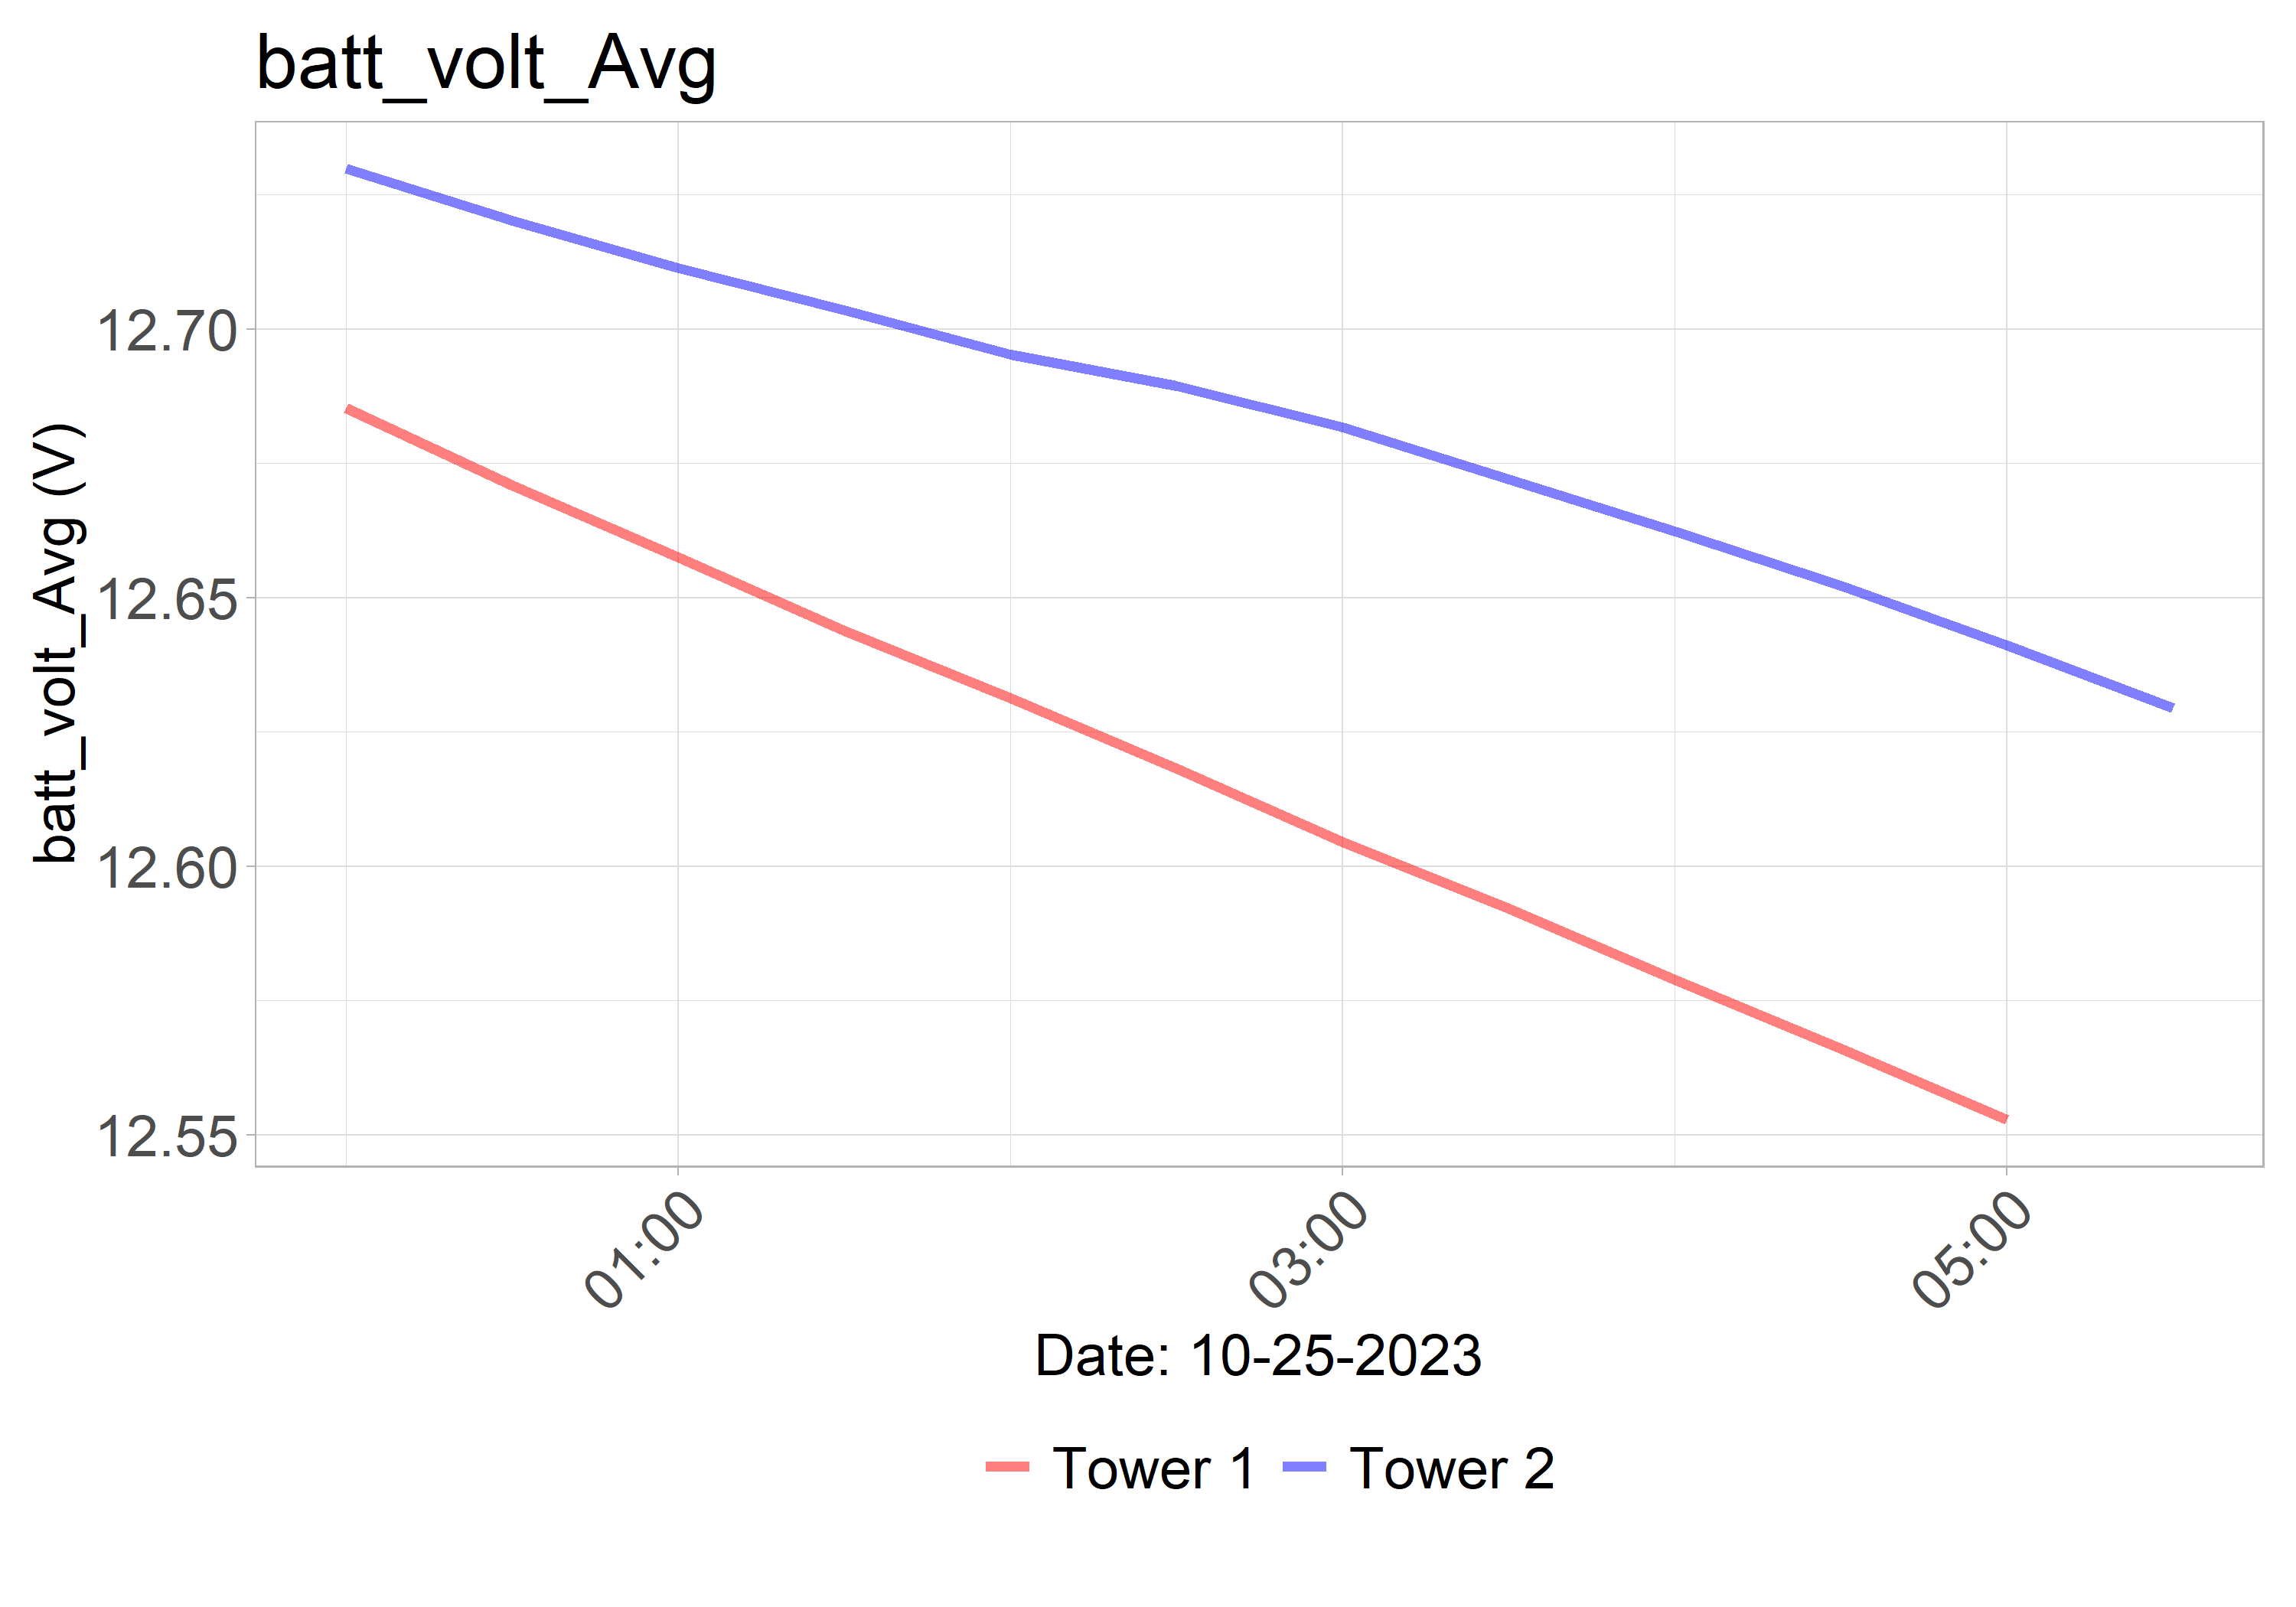 batt_volt_Avg
batt_volt_Avg (V)
12.70
12.65
12.60
12.55
01:00
03:00
05:00
Date: 10-25-2023
Tower 1
Tower 2